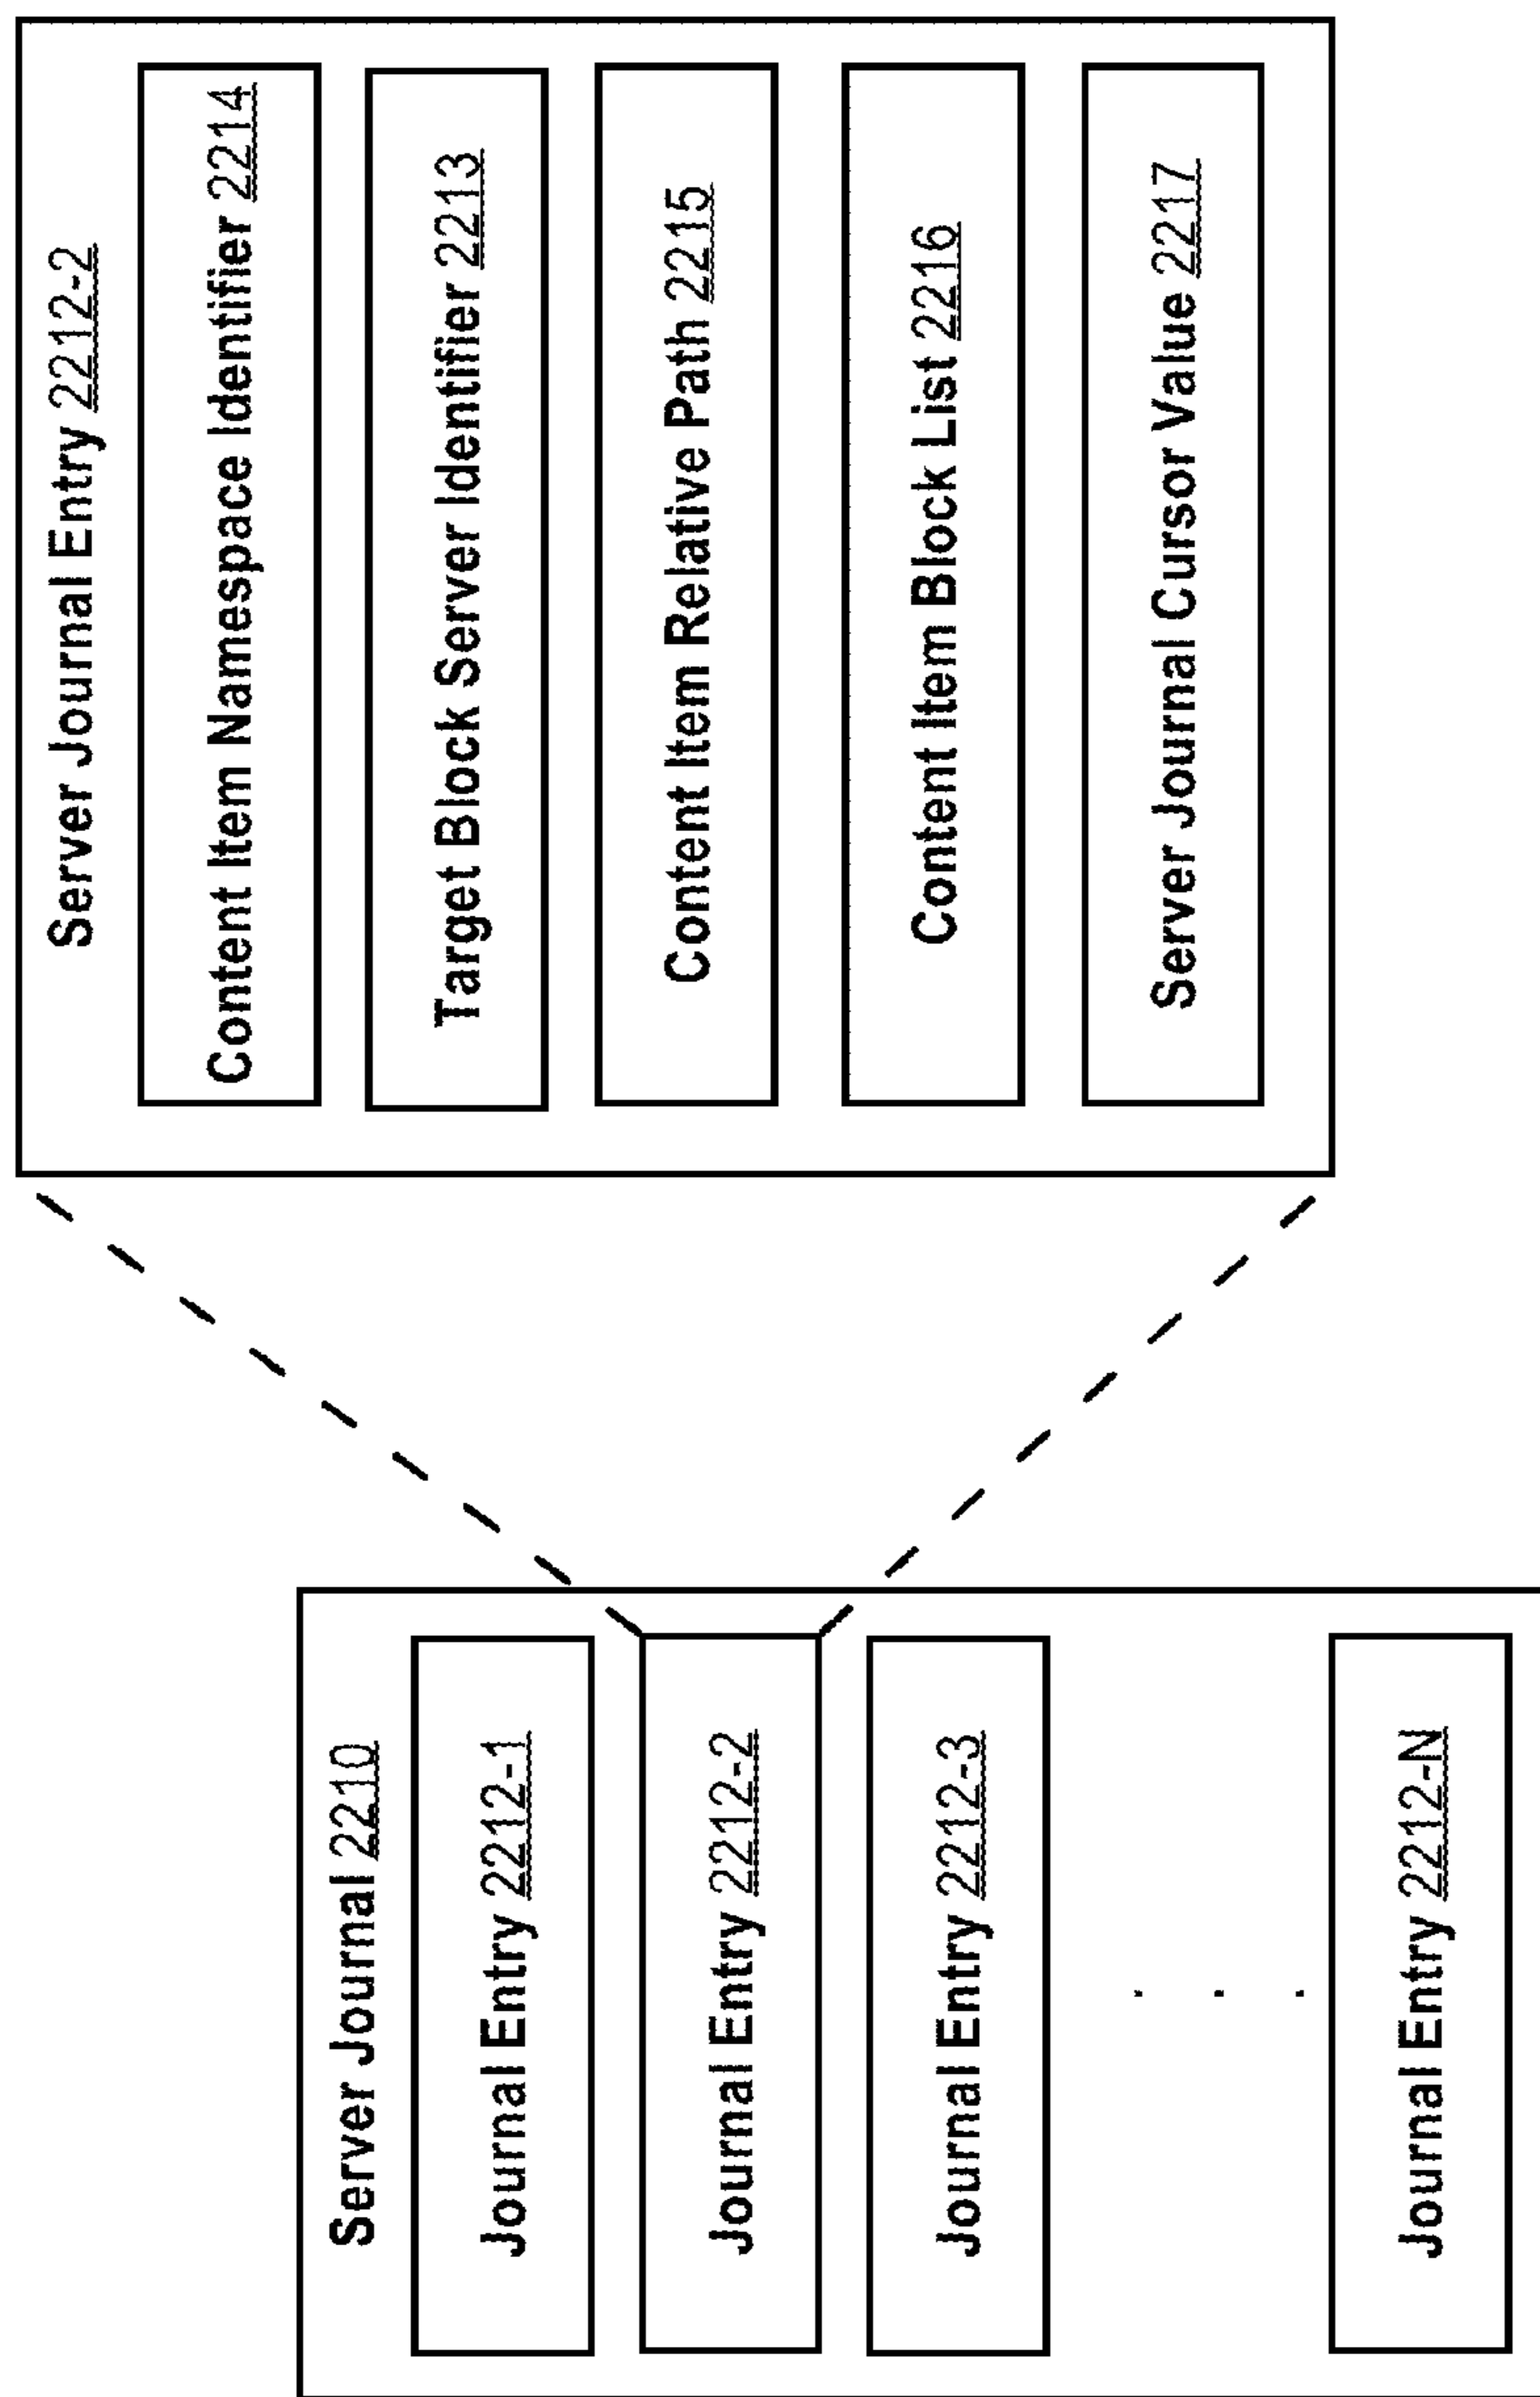 Server Journal 2210
Journal Entry 2212-1
Journal Entry 2212-2
Journal Entry 2212-3
.
.
.
Journal Entry 2212-N
Server Journal Entry 2212-2
Content Item Namespace Identifier 2214
Target Block Server Identifier 2213
Content Item Relative Path 2215
Content Item Block List 2216
Server Journal Cursor Value 2217